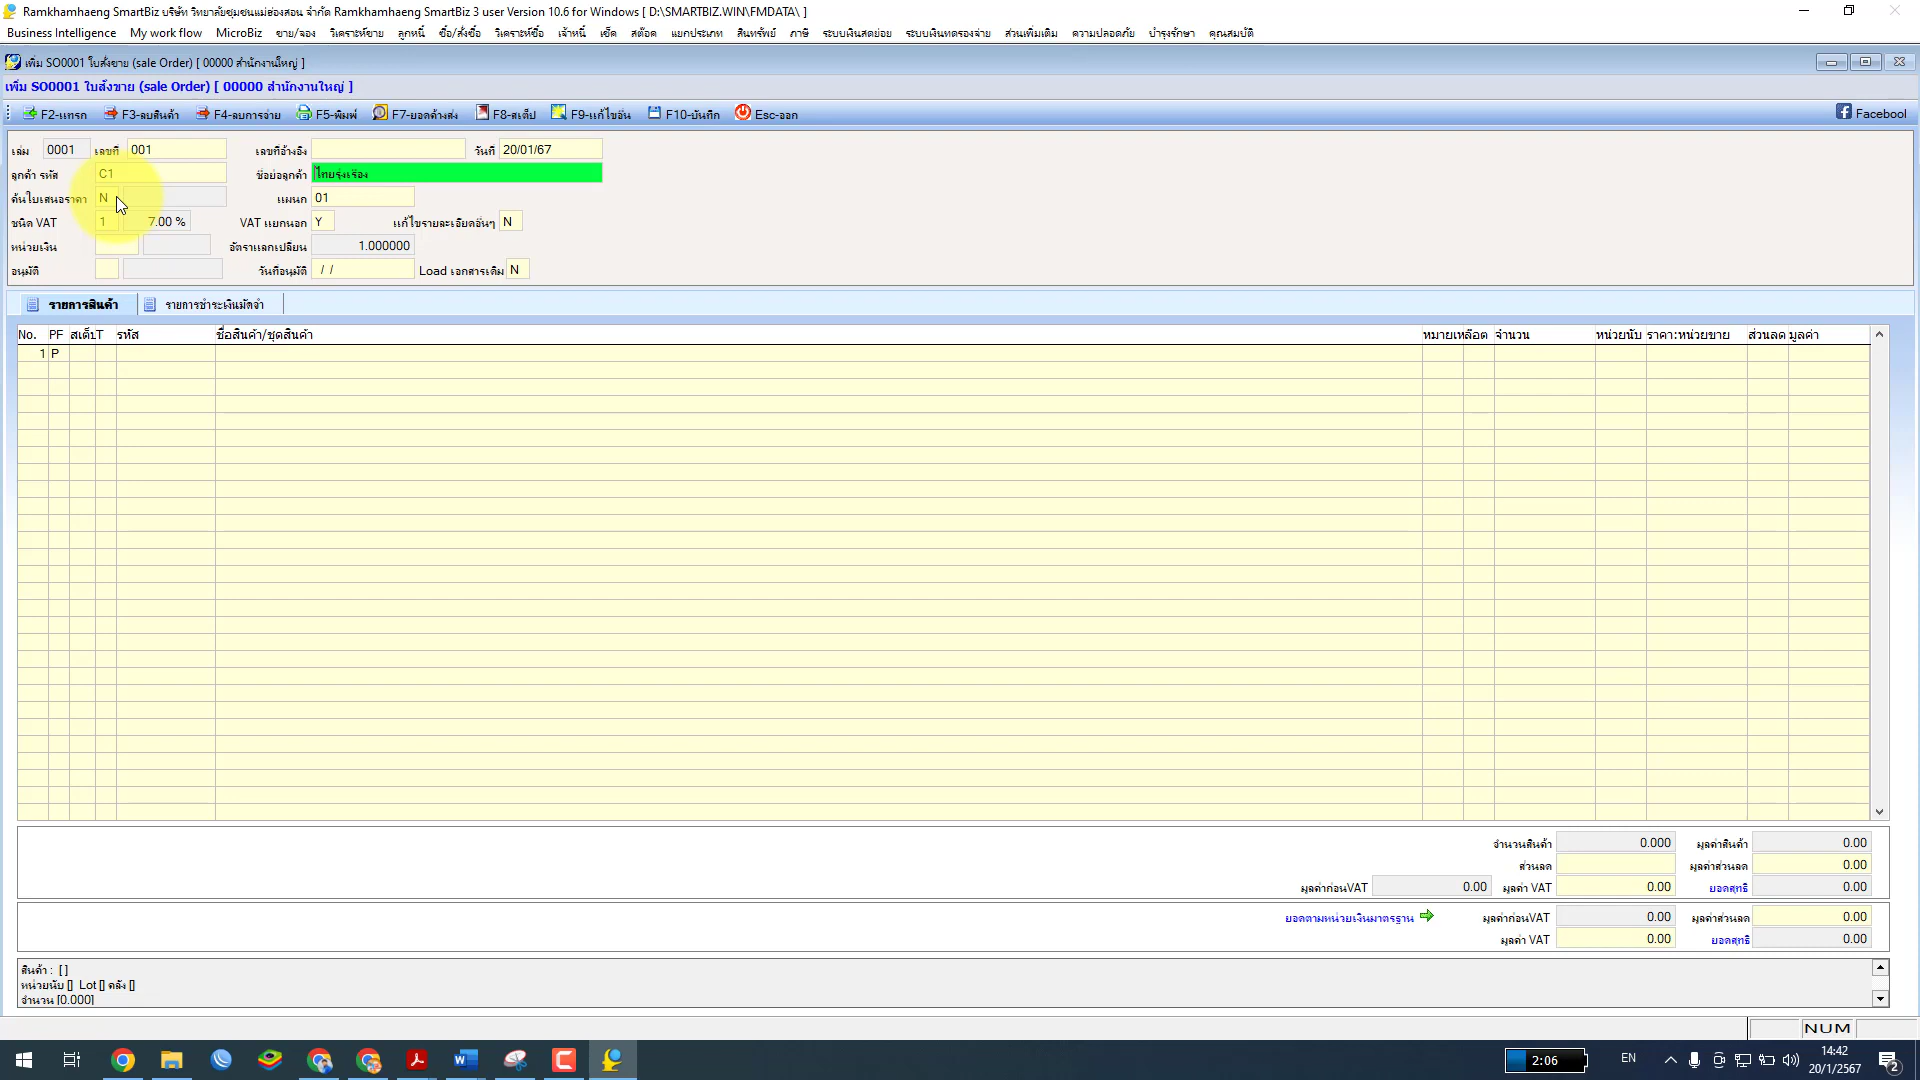 Ramkhamhaeng SmartBiz บริษัท วิทยาลัยชุมชนแม่ฮ่องสอน จำกัด Ramkhamhaeng SmartBiz 3 user Version 10.6 for Windows [ D:\SMARTBIZ.WIN\FMDATA\ ]
Business Intelligence My work flow MicroBiz ขาย/จอง วิเคราะห์ขาย ลูกหนี้ ซื้อ/สั่งซื้อ วิเคราะห์ซื้อ เจ้าหนี้ เช็ค สต๊อค แยกประเภท สินทรัพย์ ภาษี ระบบเงินสดย่อย ระบบเงินทดรองจ่าย ส่วนเพิ่มเติม ความปลอดภัย บำรุงรักษา คุณสมบัติ
เพิ่ม SO0001 ใบสั่งขาย (sale Order) [ 00000 สำนักงานใหญ่ ]
เพิ่ม SO0001 ใบสั่งขาย (sale Order) [ 00000 สำนักงานใหญ่ ]
F2-แทรก F3-ลบสินค้า F4-ลบการจ่าย F5-พิมพ์ F7-ยอดค้างส่ง F8-สเต็ป F9-แก้ไขอื่น F10-บันทึก Esc-ออก Facebool
เล่ม 0001 เลขที่ 001 เลขที่อ้างอิง วันที่ 20/01/67
ลูกค้า รหัส C1 ชื่อย่อลูกค้า ไทยรุ่งเรือง
ค้นใบเสนอราคา N แผนก 01
ชนิด VAT 1 7.00 % VAT แยกนอก Y แก้ไขรายละเอียดอื่นๆ N
หน่วยเงิน อัตราแลกเปลี่ยน 1.000000
อนุมัติ วันที่อนุมัติ / / Load เอกสารเดิม N
รายการสินค้า รายการชำระเงินมัดจำ
No. PF สเต็ปT รหัส ชื่อสินค้า/ชุดสินค้า หมายเหลือต จำนวน หน่วยนับ ราคา:หน่วยขาย ส่วนลด มูลค่า
1 P
จำนวนสินค้า 0.000 มูลค่าสินค้า 0.00
ส่วนลด มูลค่าส่วนลด 0.00
มูลค่าก่อนVAT 0.00 มูลค่า VAT 0.00 ยอดสุทธิ 0.00
ยอดตามหน่วยเงินมาตรฐาน มูลค่าก่อนVAT 0.00 มูลค่าส่วนลด 0.00
มูลค่า VAT 0.00 ยอดสุทธิ 0.00
สินค้า : [ ]
หน่วยนับ [] Lot [] คลัง []
จำนวน [0.000]
NUM
2:06 EN 14:42
20/1/2567 2